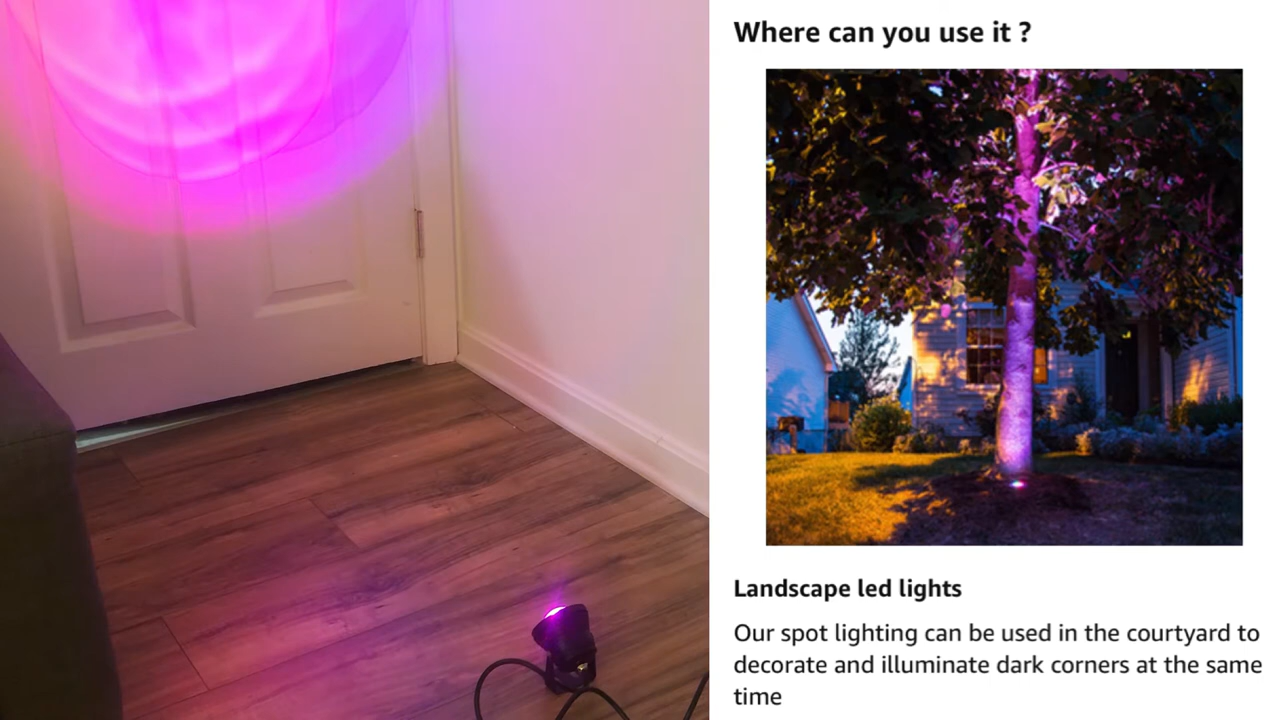 Where can you use it ?
Landscape led lights
Our spot lighting can be used in the courtyard to
decorate and illuminate dark corners at the same
time